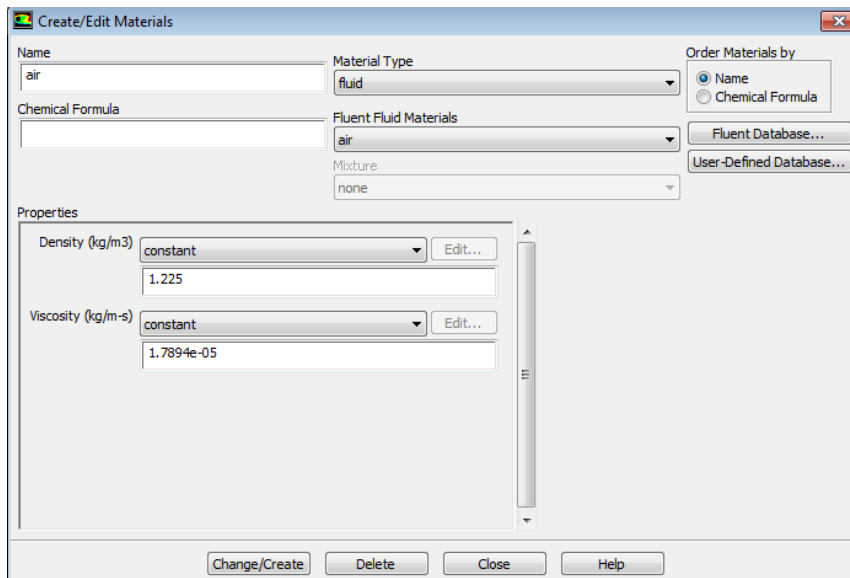 Create/Edit Materials
Name
air
Chemical Formula
Material Type
fluid
Fluent Fluid Materials
air
Mixture
none
Order Materials by
Name
Chemical Formula
Fluent Database...
User-Defined Database...
Properties
Density (kg/m3) constant Edit...
1.225
Viscosity (kg/m-s) constant Edit...
1.7894e-05
Change/Create Delete Close Help